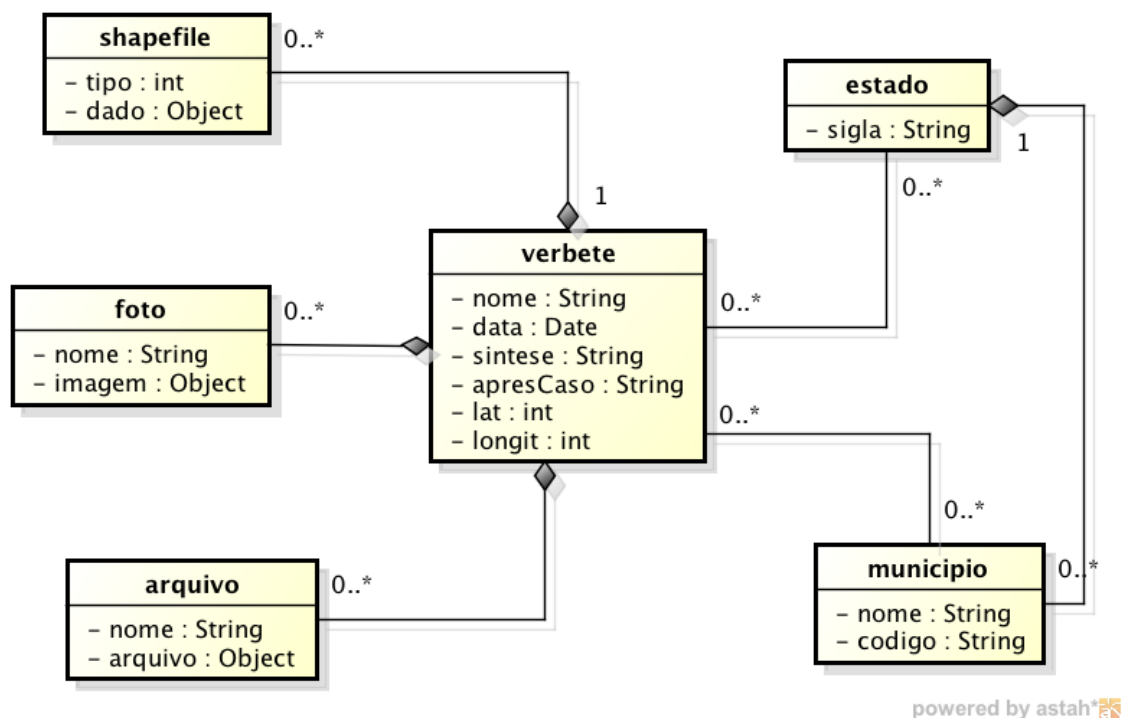 shapefile
– tipo : int
– dado : Object
0..*
1
estado
– sigla : String
1
0..*
verbete
– nome : String
– data : Date
– sintese : String
– apresCaso : String
– lat : int
– longit : int
0..*
0..*
foto
– nome : String
– imagem : Object
0..*
arquivo
– nome : String
– arquivo : Object
0..*
0..*
municipio
– nome : String
– codigo : String
0..*
powered by astah*